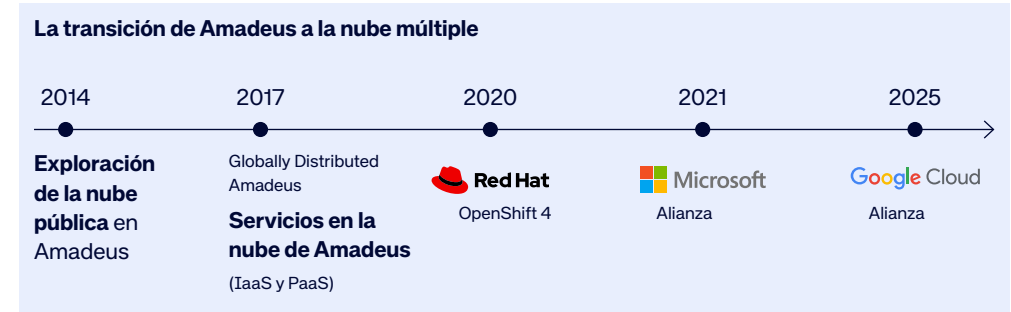 La transición de Amadeus a la nube múltiple
2014
2017
2020
2021
2025
Exploración
de la nube
pública en
Amadeus
Globally Distributed
Amadeus
Servicios en la
nube de Amadeus
(IaaS y PaaS)
Red Hat
OpenShift 4
Microsoft
Alianza
Google Cloud
Alianza